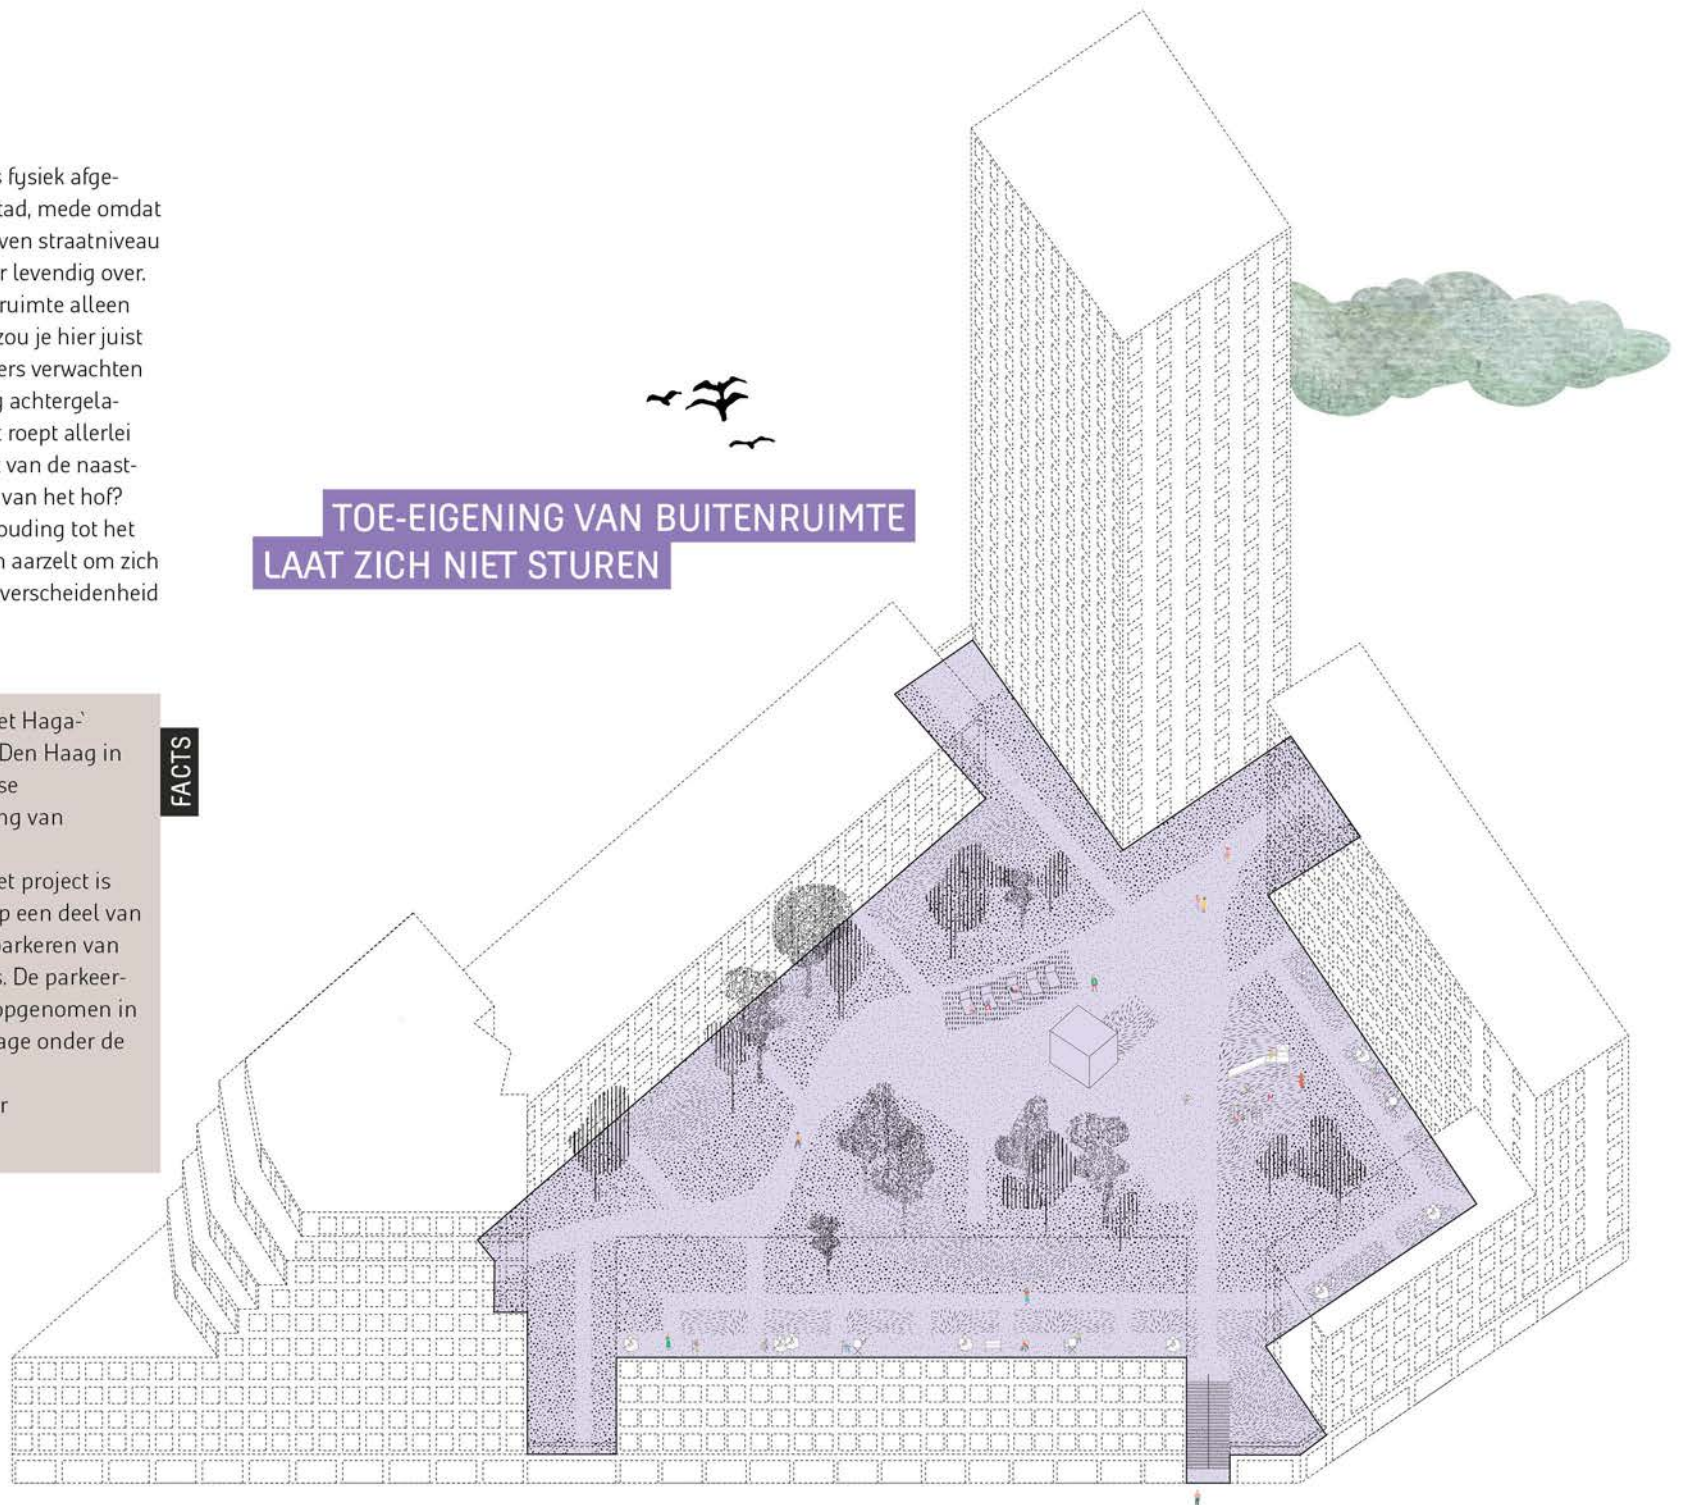 s fysiek afge-
tad, mede omdat
ven straatniveau
r levendig over.
ruimte alleen
zou je hier juist
ers verwachten
g achtergela-
t roept allerlei
t van de naast-
van het hof?
ouding tot het
n aarzelt om zich
verscheidenheid
TOE-EIGENING VAN BUITENRUIMTE
LAAT ZICH NIET STUREN
FACTS
et Haga-`
Den Haag in
se
ng van
et project is
p een deel van
parkeren van
s. De parkeer-
opgenomen in
age onder de
r